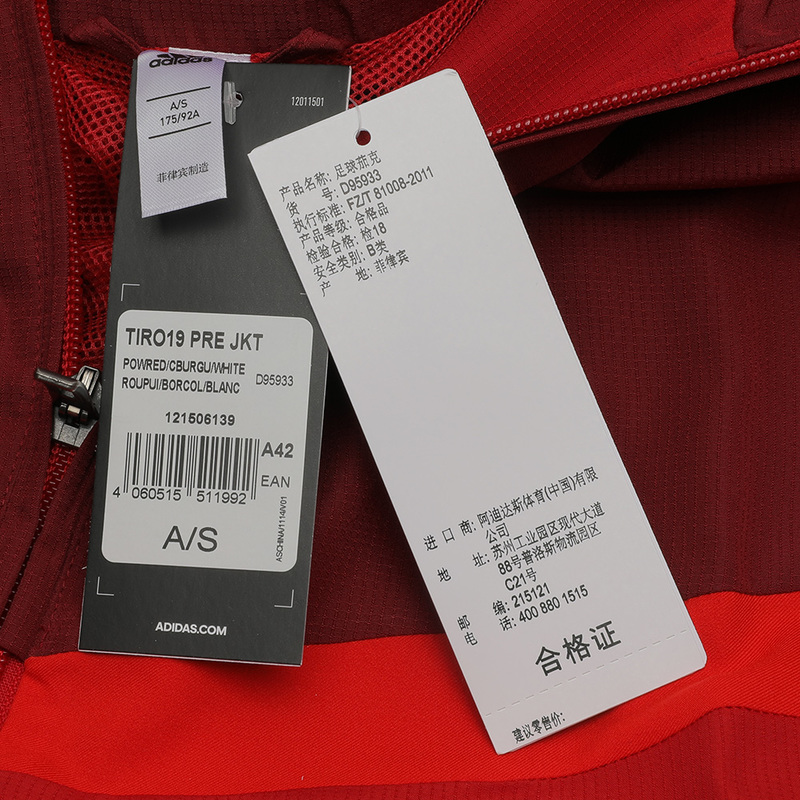 adidas
A/S
175/92A
菲律宾制造
12011501
TIRO19 PRE JKT
POWRED/CBURGU/WHITE
ROUPUI/BORCOL/BLANC D95933
121506139
A42
EAN
4 060515 511992
A/S
ASCHINA/1114/V01
ADIDAS.COM
产品名称: 足球茄克
货 号: D95933
执行标准: FZ/T 81008-2011
产品等级: 合格品
检验合格: 检18
安全类别: B类
产 地: 菲律宾
进 口 商: 阿迪达斯体育(中国)有限
公司
地 址: 苏州工业园区现代大道
88号普洛斯物流园区
C21号
邮 编: 215121
电 话: 400 880 1515
合格证
建议零售价: